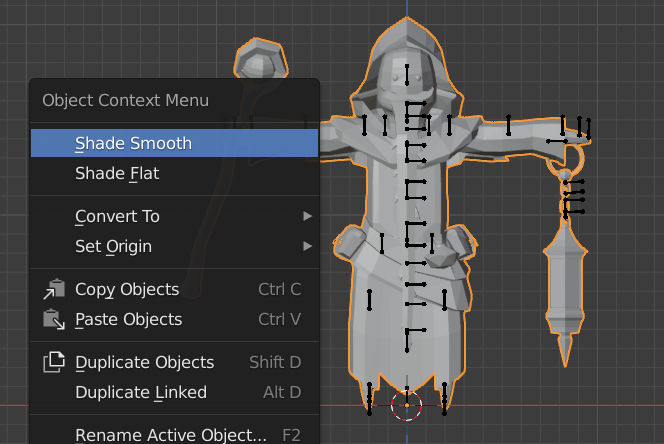 Object Context Menu
Shade Smooth
Shade Flat
Convert To
Set Origin
Copy Objects Ctrl C
Paste Objects Ctrl V
Duplicate Objects Shift D
Duplicate Linked Alt D
Rename Active Object... F2